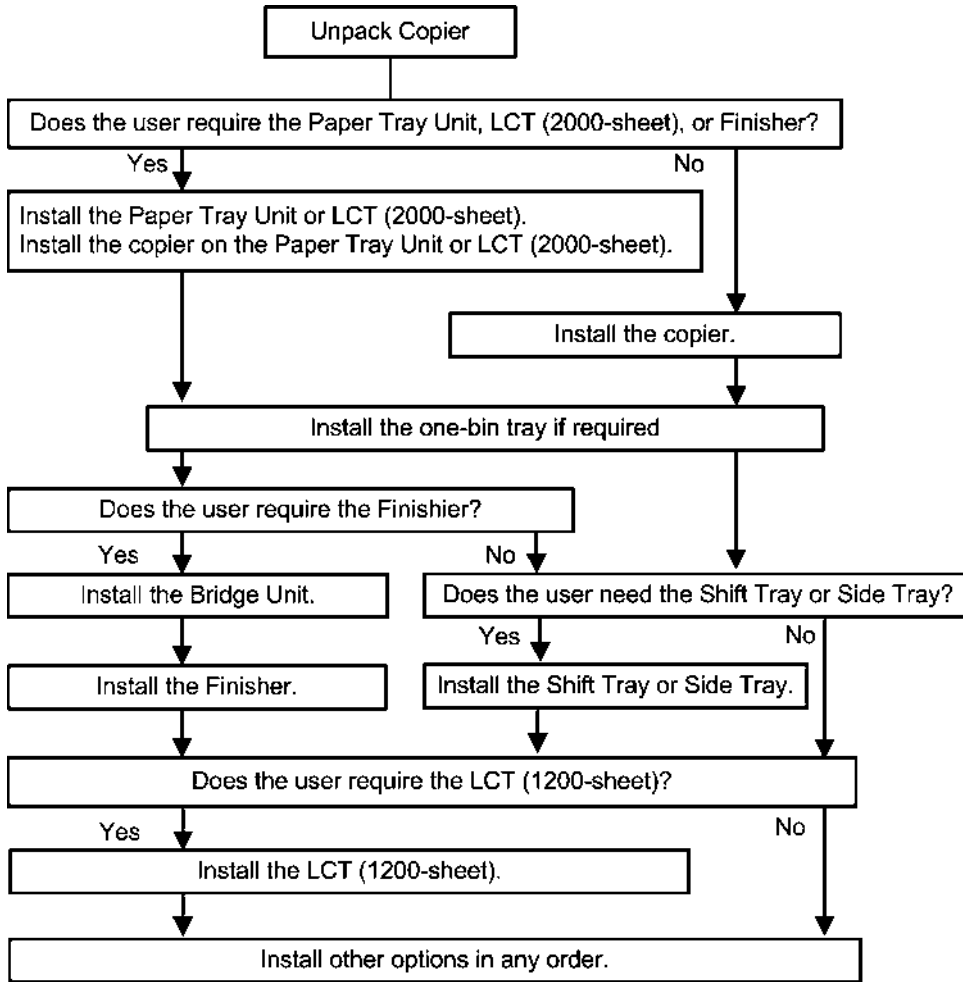 Unpack Copier
Does the user require the Paper Tray Unit, LCT (2000-sheet), or Finisher?
Yes
No
Install the Paper Tray Unit or LCT (2000-sheet).
Install the copier on the Paper Tray Unit or LCT (2000-sheet).
Install the copier.
Install the one-bin tray if required
Does the user require the Finishier?
Yes
No
Install the Bridge Unit.
Does the user need the Shift Tray or Side Tray?
Yes
No
Install the Finisher.
Install the Shift Tray or Side Tray.
Does the user require the LCT (1200-sheet)?
Yes
No
Install the LCT (1200-sheet).
Install other options in any order.